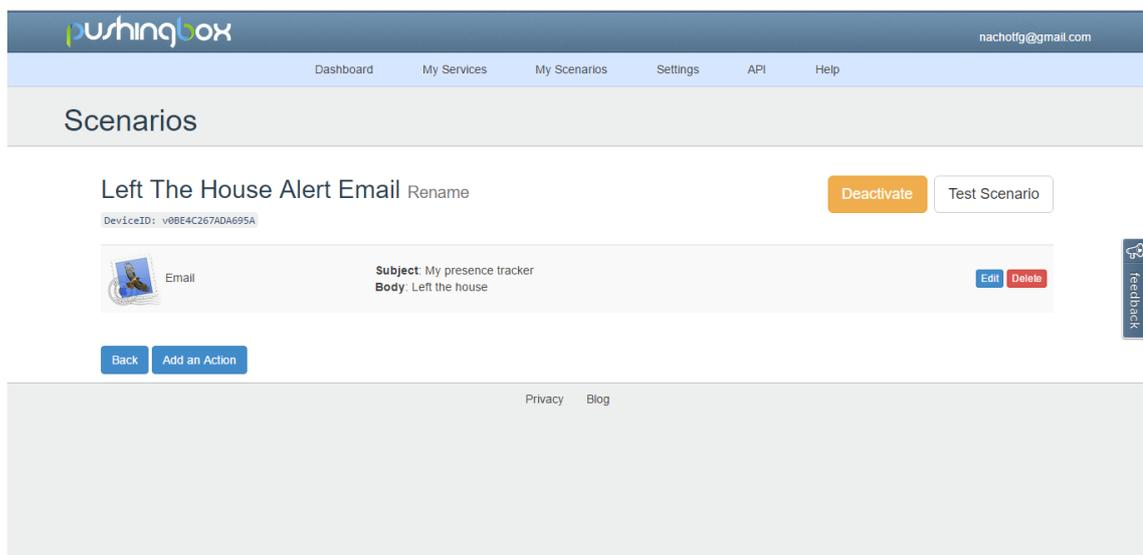 pushingbox
nachotfg@gmail.com
Dashboard My Services My Scenarios Settings API Help
Scenarios
Left The House Alert Email Rename
Deactivate Test Scenario
DeviceID: v0BE4C267ADA695A
Email
Subject: My presence tracker
Body: Left the house
Edit Delete
feedback
Back Add an Action
Privacy Blog